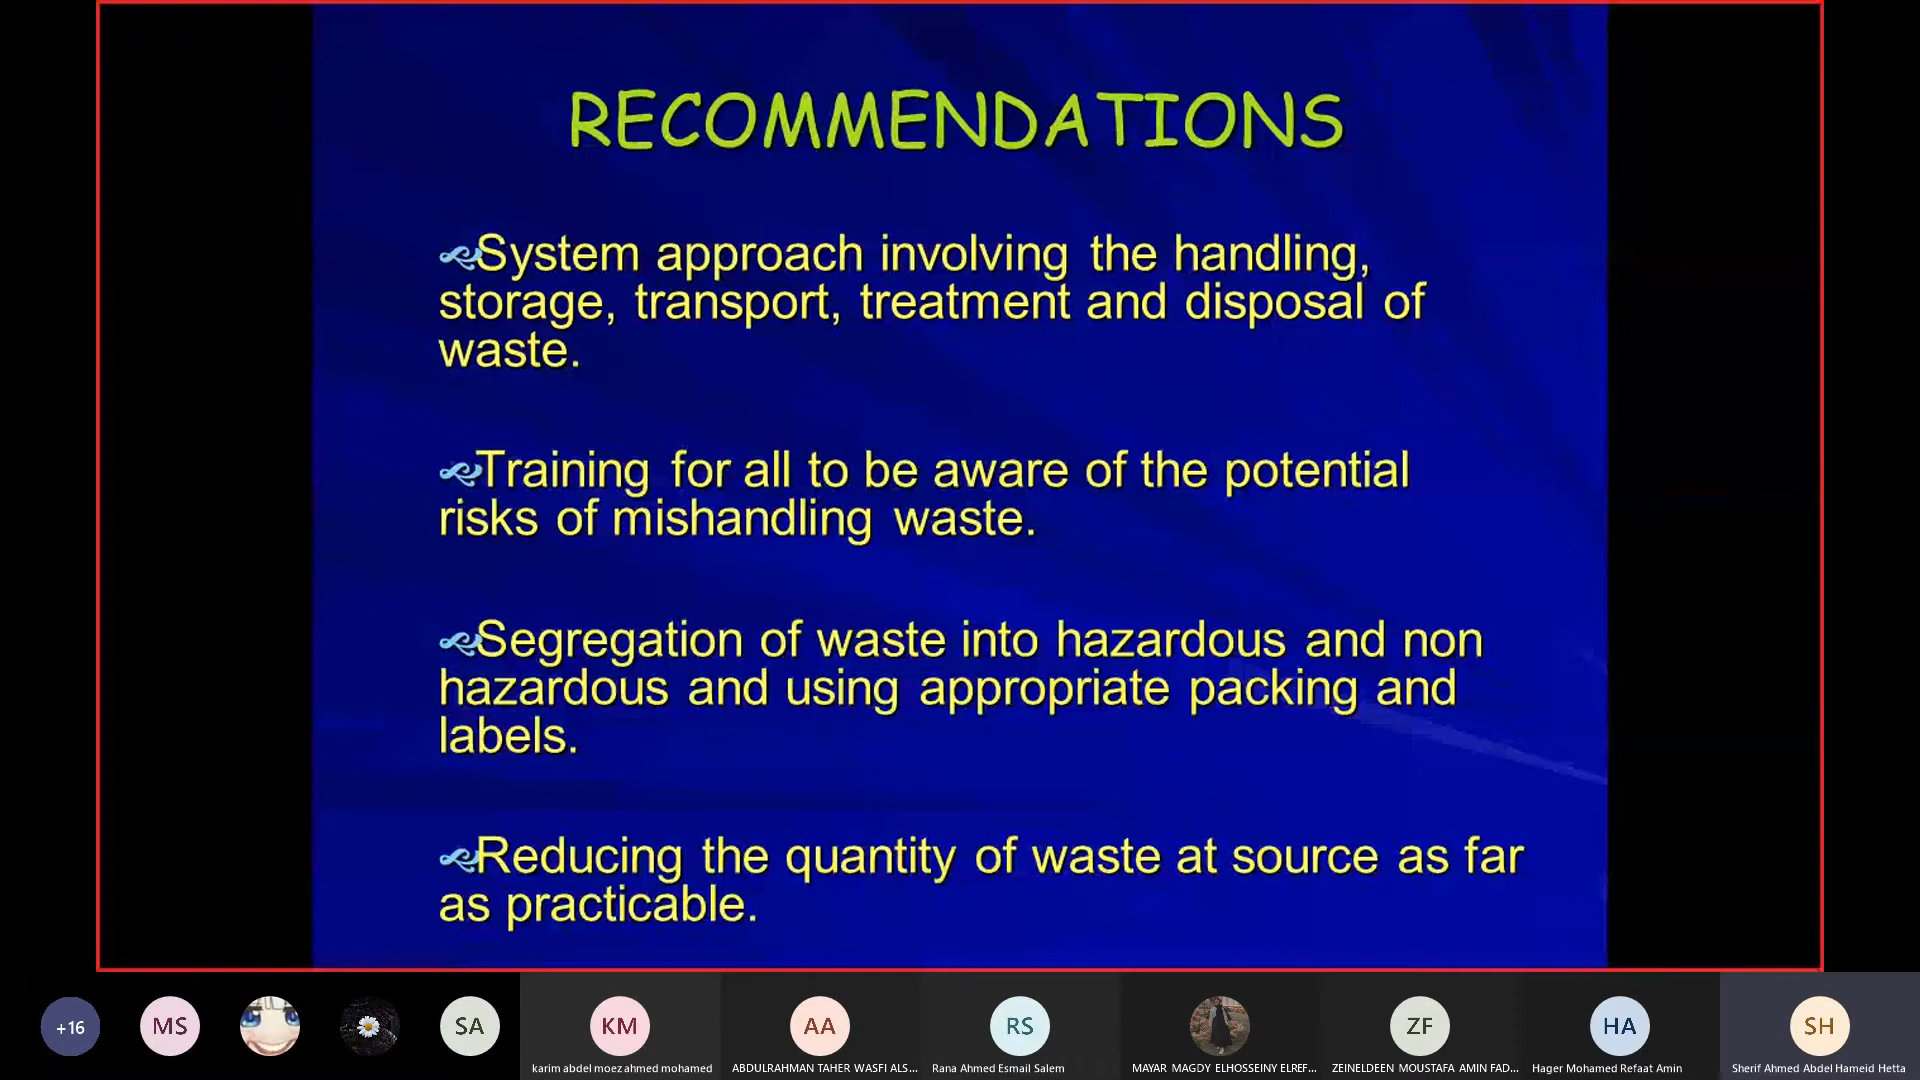 RECOMMENDATIONS
System approach involving the handling,
storage, transport, treatment and disposal of
waste.
Training for all to be aware of the potential
risks of mishandling waste.
Segregation of waste into hazardous and non
hazardous and using appropriate packing and
labels.
Reducing the quantity of waste at source as far
as practicable.
+16
MS
SA
KM
AA
RS
ZF
HA
SH
karim abdel moez ahmed mohamed
ABDULRAHMAN TAHER WASFI ALS...
Rana Ahmed Esmail Salem
MAYAR MAGDY ELHOSSEINY ELREF...
ZEINELDEEN MOUSTAFA AMIN FAD...
Hager Mohamed Refaat Amin
Sherif Ahmed Abdel Hameid Hetta